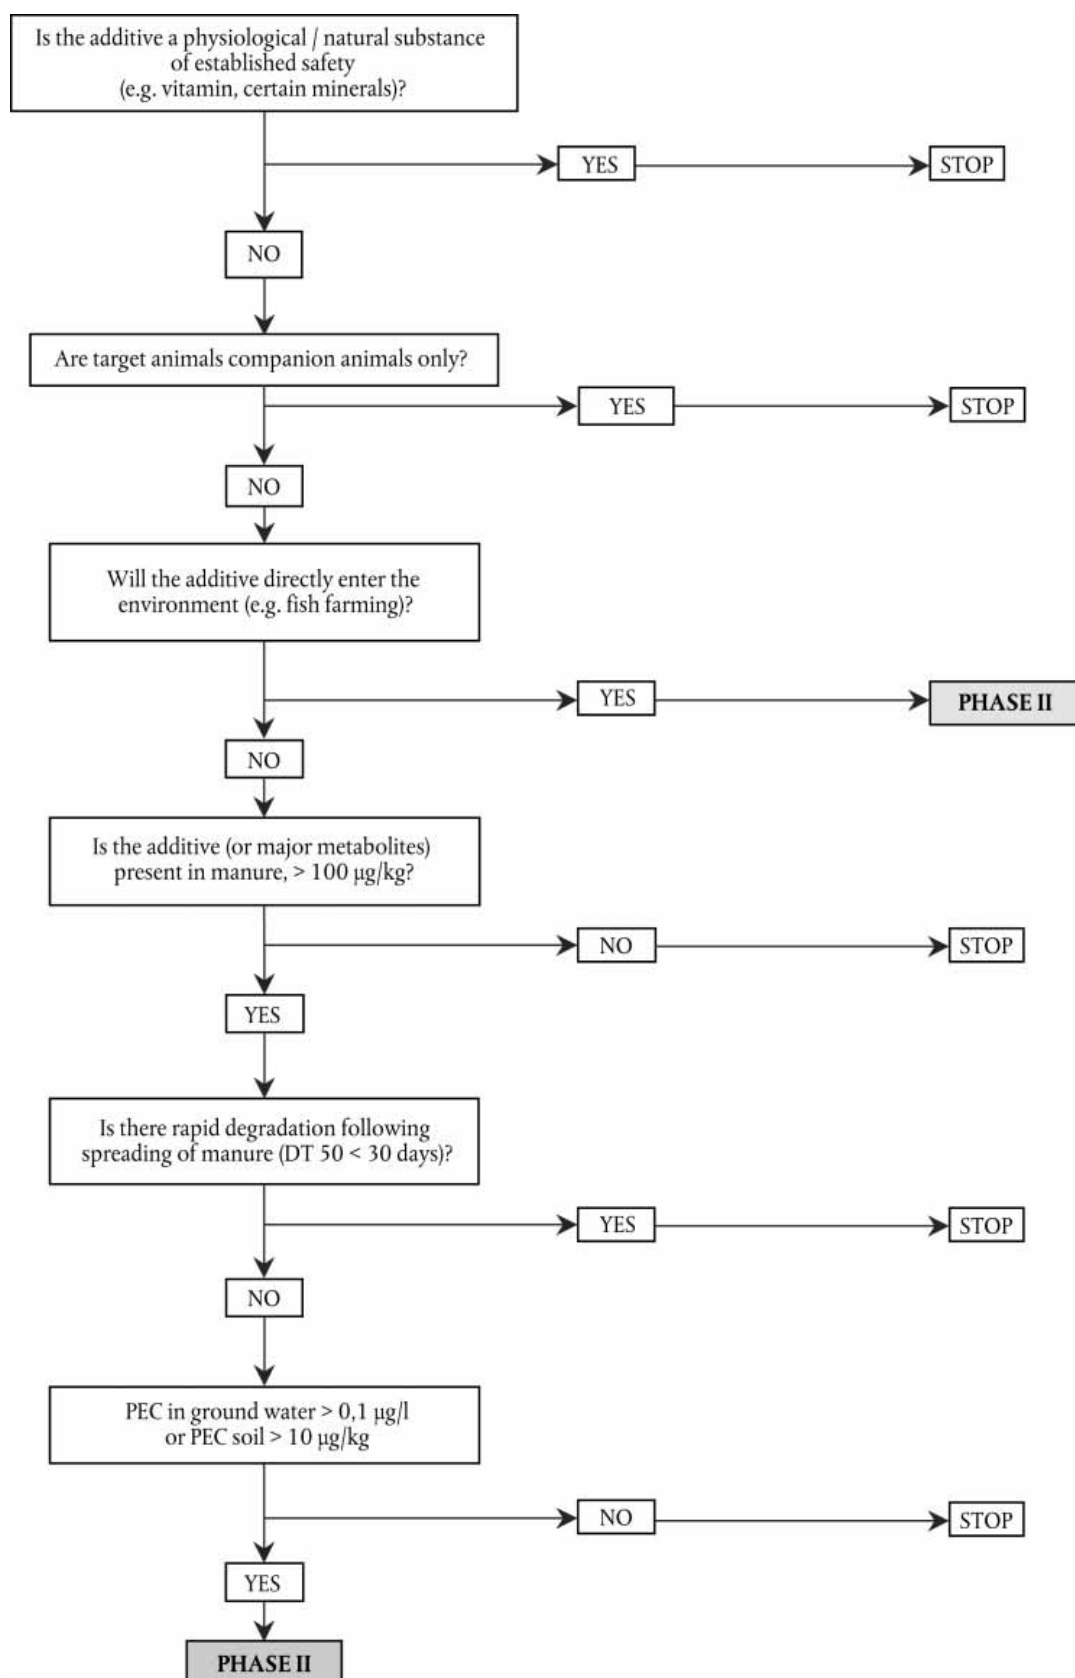 Is the additive a physiological / natural substance
of established safety
(e.g. vitamin, certain minerals)?
YES
STOP
NO
Are target animals companion animals only?
YES
STOP
NO
Will the additive directly enter the
environment (e.g. fish farming)?
YES
PHASE II
NO
Is the additive (or major metabolites)
present in manure, > 100 µg/kg?
NO
STOP
YES
Is there rapid degradation following
spreading of manure (DT 50 < 30 days)?
YES
STOP
NO
PEC in ground water > 0,1 µg/l
or PEC soil > 10 µg/kg
NO
STOP
YES
PHASE II